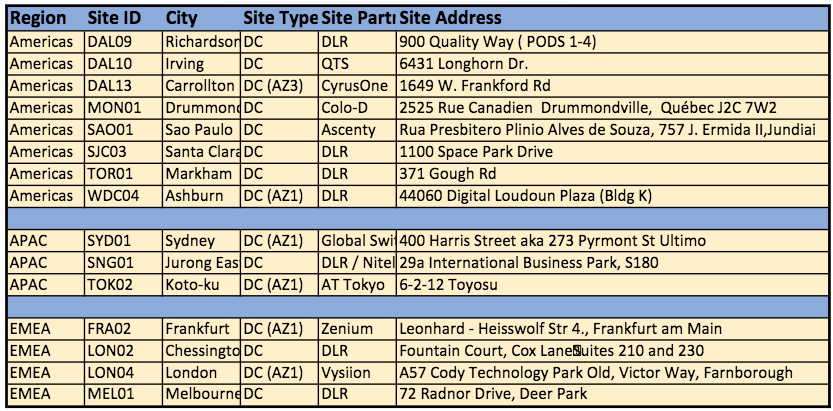 Region Site ID City Site Type Site Parti Site Address
Americas DAL09 Richardson DC DLR 900 Quality Way ( PODS 1-4)
Americas DAL10 Irving DC QTS 6431 Longhorn Dr.
Americas DAL13 Carrollton DC (AZ3) CyrusOne 1649 W. Frankford Rd
Americas MON01 Drummond DC Colo-D 2525 Rue Canadien Drummondville, Québec J2C 7W2
Americas SAO01 Sao Paulo DC Ascenty Rua Presbitero Plinio Alves de Souza, 757 J. Ermida II,Jundiai
Americas SJC03 Santa Clara DC DLR 1100 Space Park Drive
Americas TOR01 Markham DC DLR 371 Gough Rd
Americas WDC04 Ashburn DC (AZ1) DLR 44060 Digital Loudoun Plaza (Bldg K)
APAC SYD01 Sydney DC (AZ1) Global Swit 400 Harris Street aka 273 Pyrmont St Ultimo
APAC SNG01 Jurong East DC DLR / Nitel 29a International Business Park, S180
APAC TOK02 Koto-ku DC (AZ1) AT Tokyo 6-2-12 Toyosu
EMEA FRA02 Frankfurt DC (AZ1) Zenium Leonhard - Heisswolf Str 4., Frankfurt am Main
EMEA LON02 Chessingto DC DLR Fountain Court, Cox Lane Suites 210 and 230
EMEA LON04 London DC (AZ1) Vysiion A57 Cody Technology Park Old, Victor Way, Farnborough
EMEA MEL01 Melbourne DC DLR 72 Radnor Drive, Deer Park